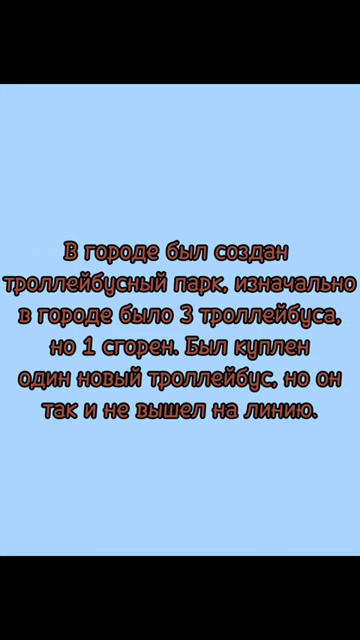 В городе был создан
троллейбусный парк, изначально
в городе было 3 троллейбуса,
но 1 сгорен. Был куплен
один новый троллейбус, но он
так и не вышел на линию.